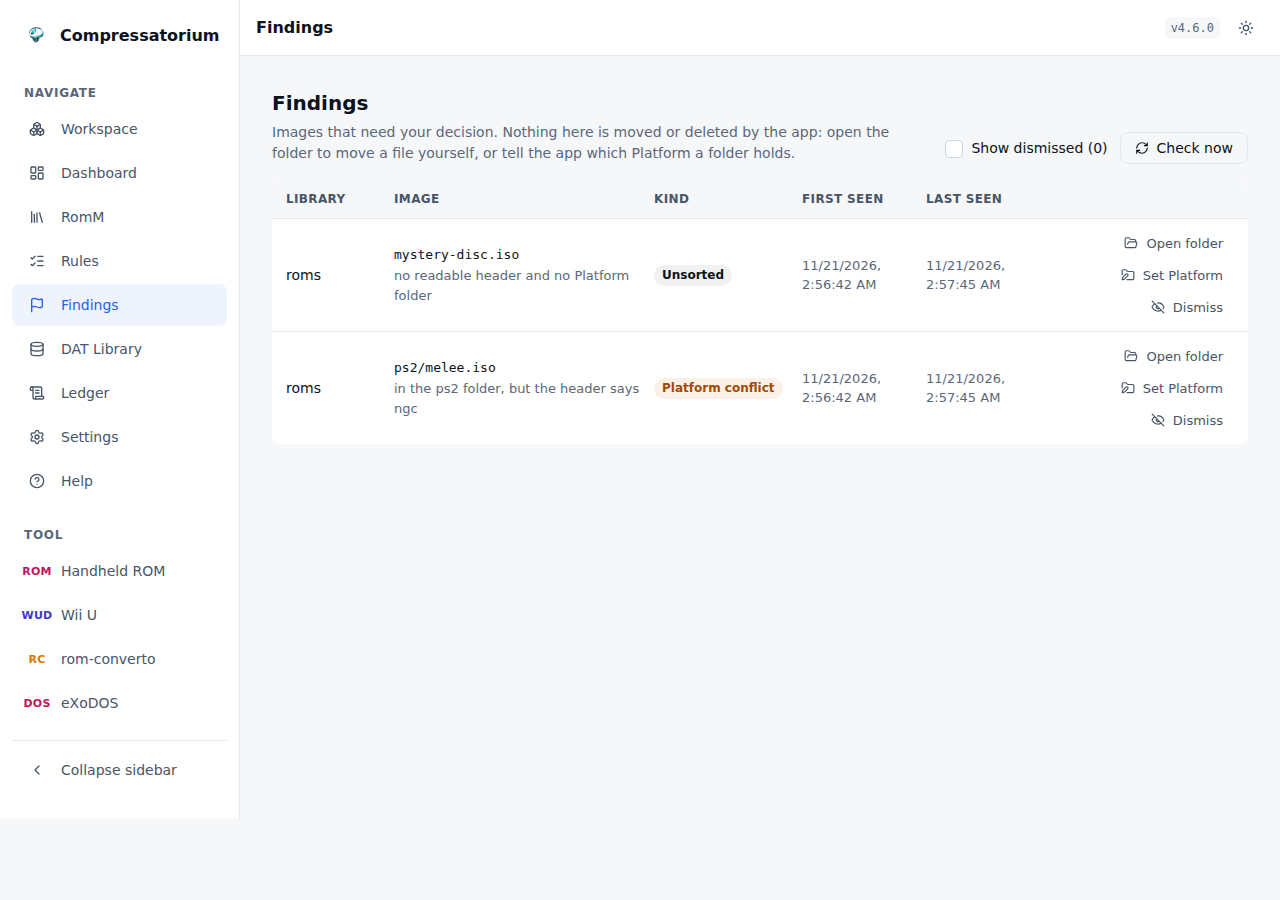 Compressatorium
Findings
v4.6.0
NAVIGATE
Workspace
Dashboard
RomM
Rules
Findings
DAT Library
Ledger
Settings
Help
TOOL
ROM Handheld ROM
WUD Wii U
RC rom-converto
DOS eXoDOS
Collapse sidebar
Findings
Images that need your decision. Nothing here is moved or deleted by the app: open the
folder to move a file yourself, or tell the app which Platform a folder holds.
Show dismissed (0)
Check now
LIBRARY IMAGE KIND FIRST SEEN LAST SEEN
roms
mystery-disc.iso
no readable header and no Platform
folder
Unsorted
11/21/2026,
2:56:42 AM
11/21/2026,
2:57:45 AM
Open folder
Set Platform
Dismiss
roms
ps2/melee.iso
in the ps2 folder, but the header says
ngc
Platform conflict
11/21/2026,
2:56:42 AM
11/21/2026,
2:57:45 AM
Open folder
Set Platform
Dismiss